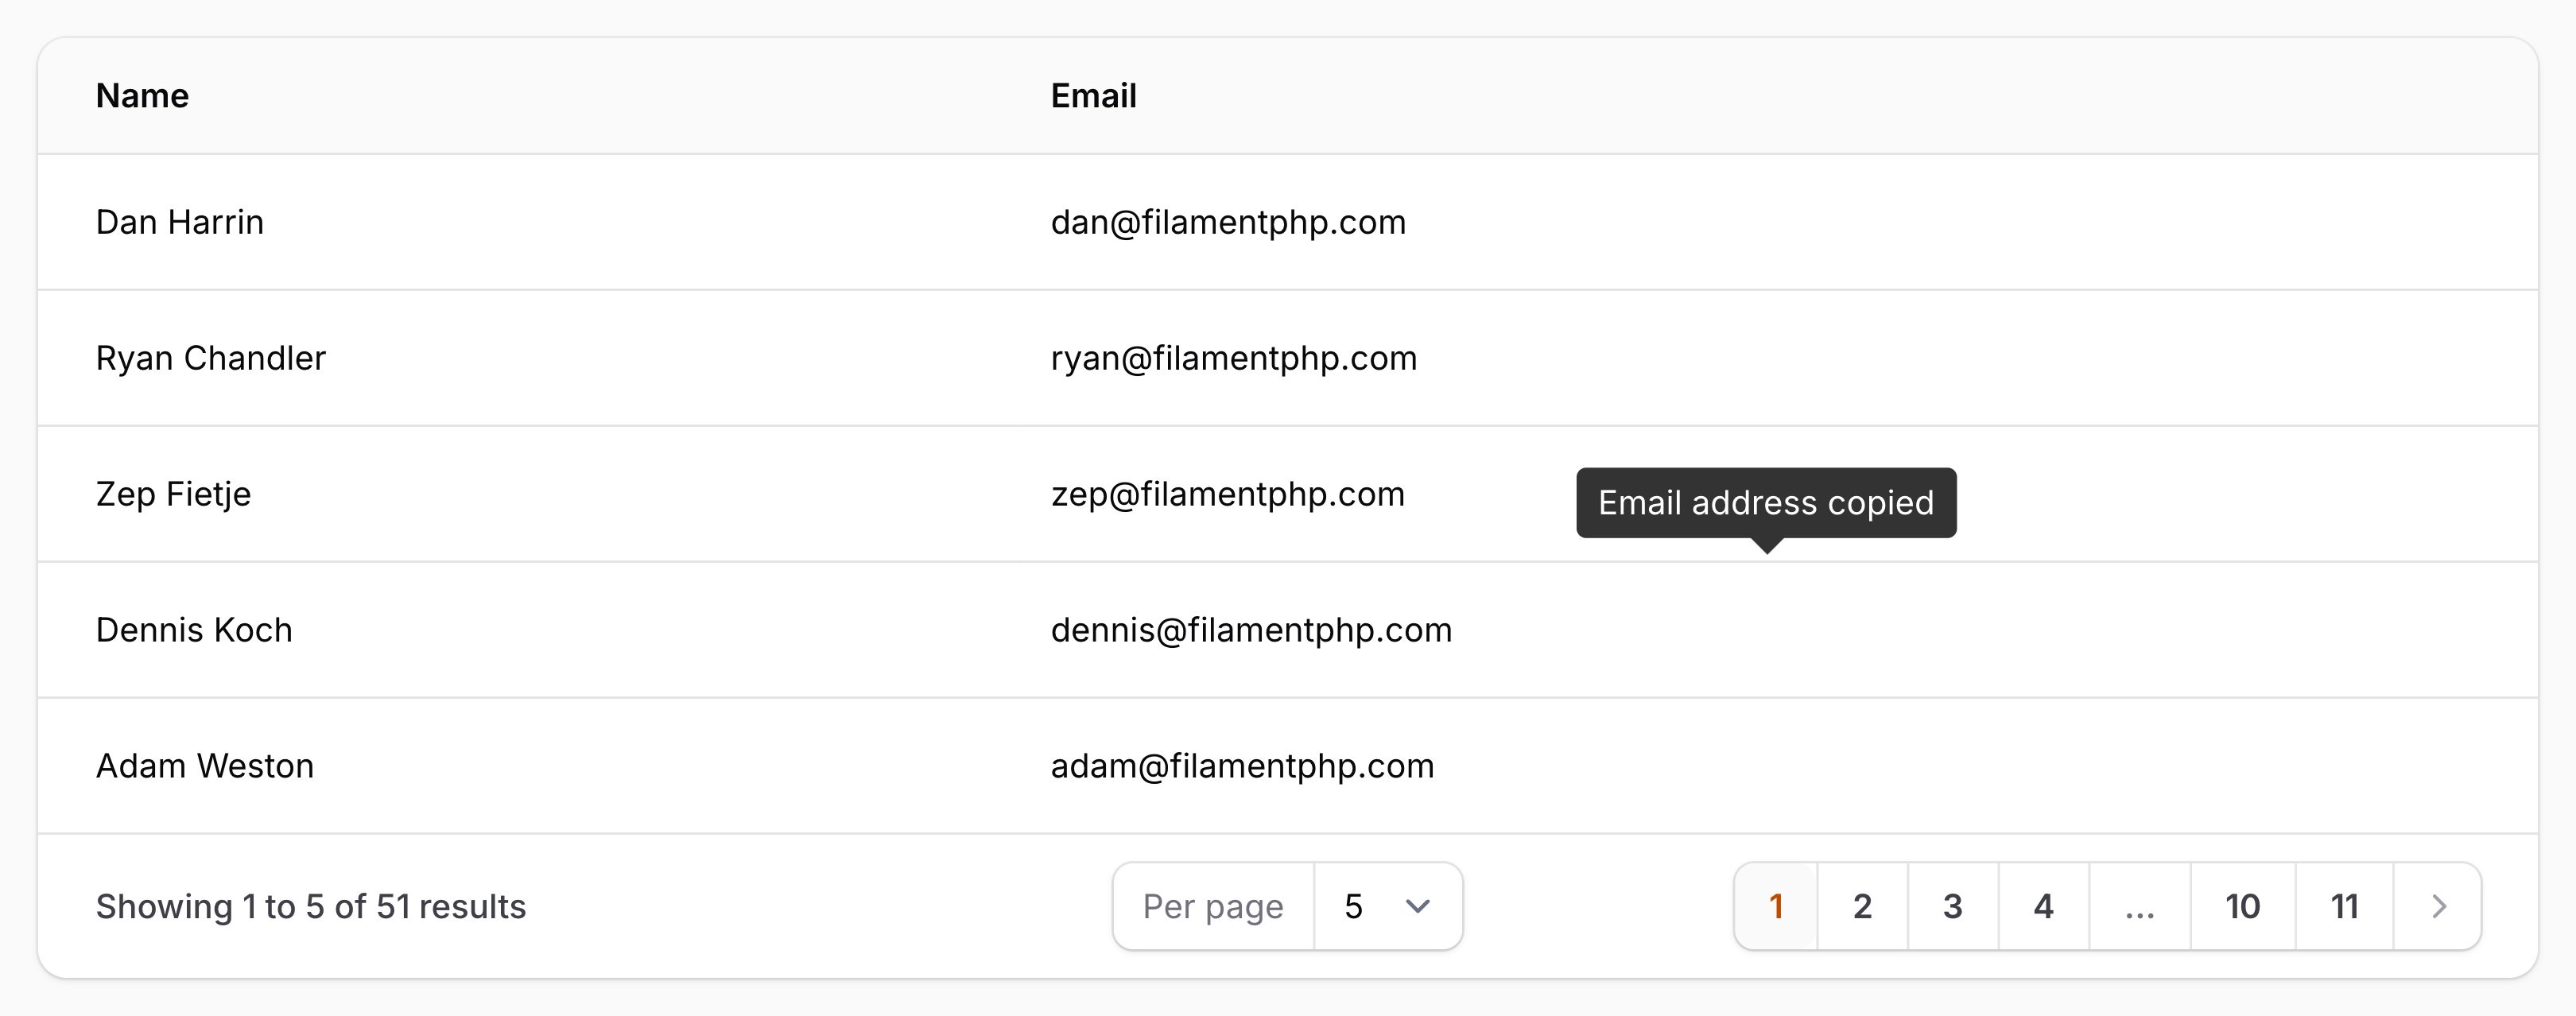 Name Email
Dan Harrin dan@filamentphp.com
Ryan Chandler ryan@filamentphp.com
Zep Fietje zep@filamentphp.com
Email address copied
Dennis Koch dennis@filamentphp.com
Adam Weston adam@filamentphp.com
Showing 1 to 5 of 51 results Per page 5 1 2 3 4 ... 10 11